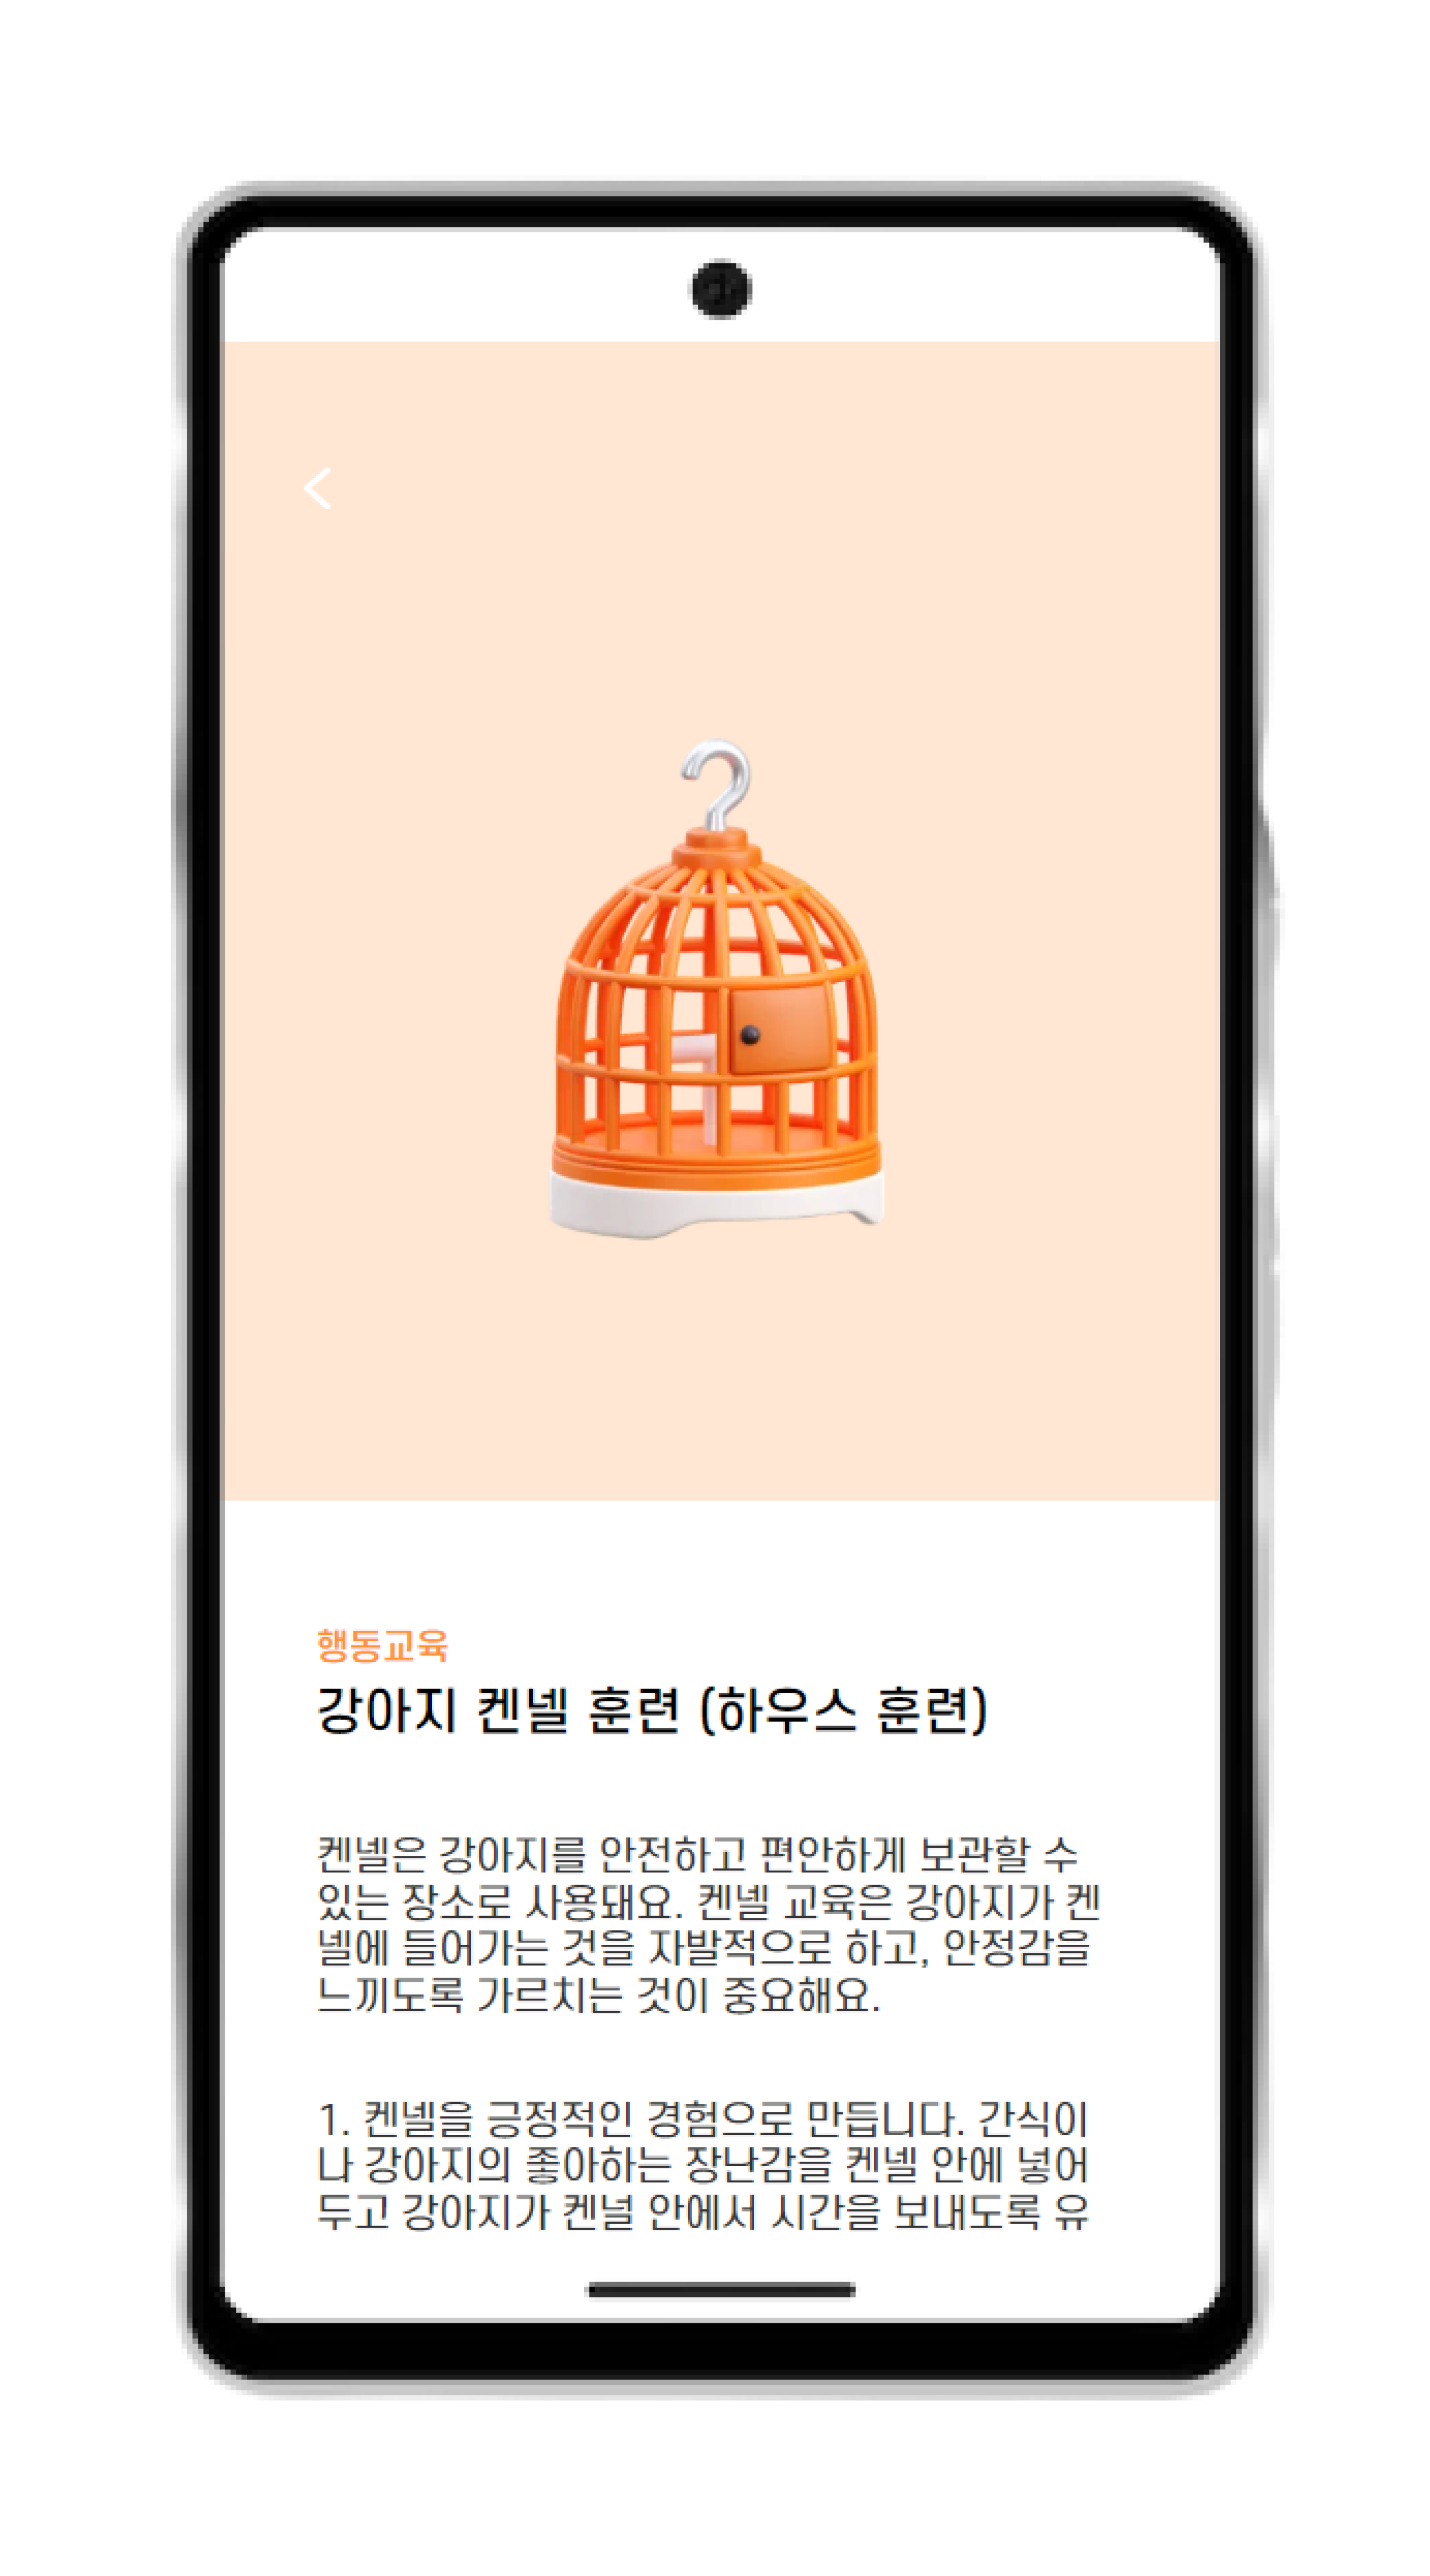 행동교육
강아지 켄넬 훈련 (하우스 훈련)
켄넬은 강아지를 안전하고 편안하게 보관할 수
있는 장소로 사용돼요. 켄넬 교육은 강아지가 켄
넬에 들어가는 것을 자발적으로 하고, 안정감을
느끼도록 가르치는 것이 중요해요.
1. 켄넬을 긍정적인 경험으로 만듭니다. 간식이
나 강아지의 좋아하는 장난감을 켄넬 안에 넣어
두고 강아지가 켄널 안에서 시간을 보내도록 유